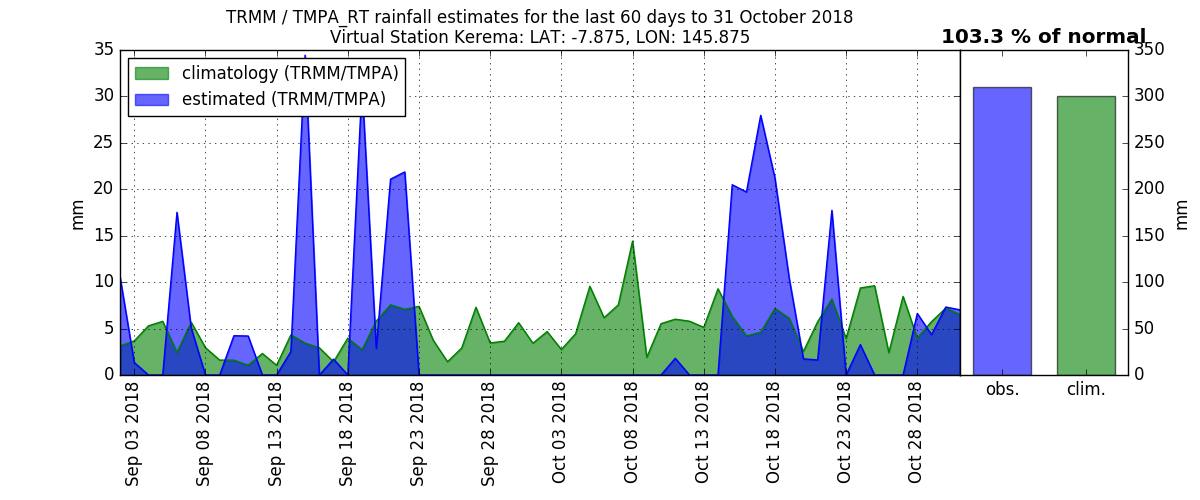 TRMM / TMPA_RT rainfall estimates for the last 60 days to 31 October 2018
Virtual Station Kerema: LAT: -7.875, LON: 145.875
103.3 % of normal
climatology (TRMM/TMPA)
estimated (TRMM/TMPA)
35
30
25
20
15
10
5
0
mm
350
300
250
200
150
100
50
0
mm
Sep 03 2018
Sep 08 2018
Sep 13 2018
Sep 18 2018
Sep 23 2018
Sep 28 2018
Oct 03 2018
Oct 08 2018
Oct 13 2018
Oct 18 2018
Oct 23 2018
Oct 28 2018
obs.
clim.